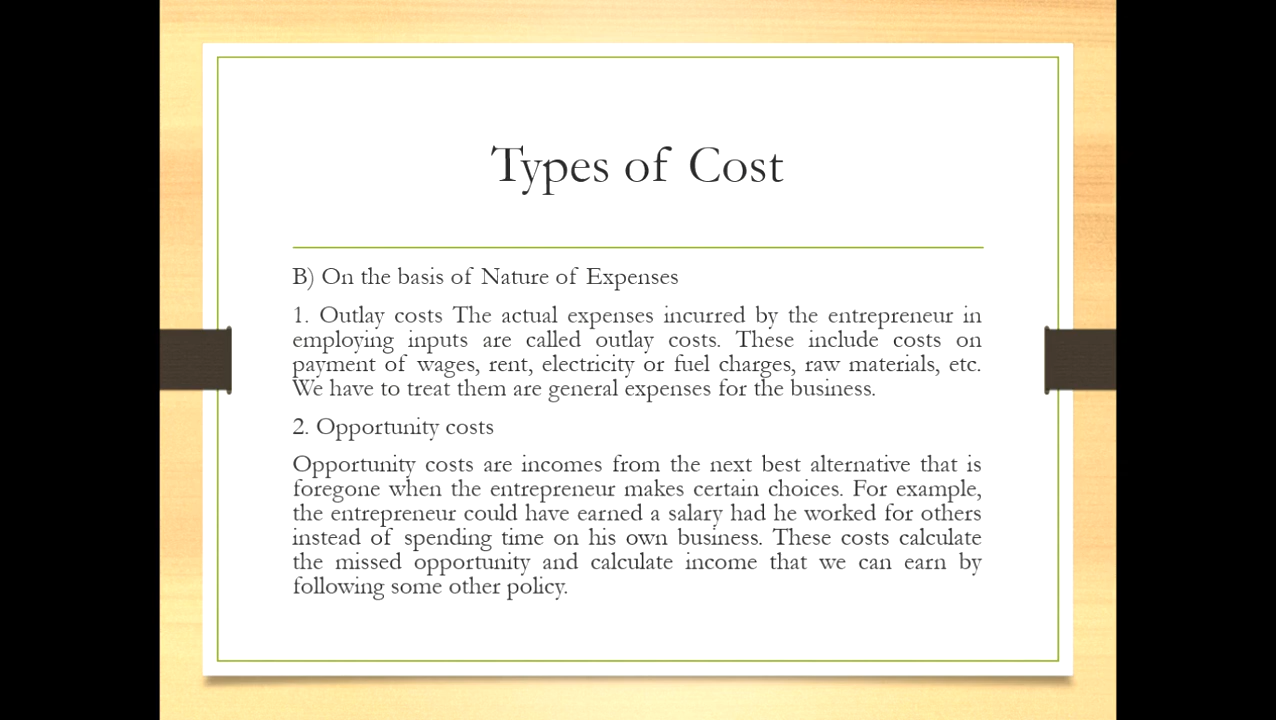 Types of Cost
B) On the basis of Nature of Expenses
1. Outlay costs The actual expenses incurred by the entrepreneur in
employing inputs are called outlay costs. These include costs on
payment of wages, rent, electricity or fuel charges, raw materials, etc.
We have to treat them are general expenses for the business.
2. Opportunity costs
Opportunity costs are incomes from the next best alternative that is
foregone when the entrepreneur makes certain choices. For example,
the entrepreneur could have earned a salary had he worked for others
instead of spending time on his own business. These costs calculate
the missed opportunity and calculate income that we can earn by
following some other policy.